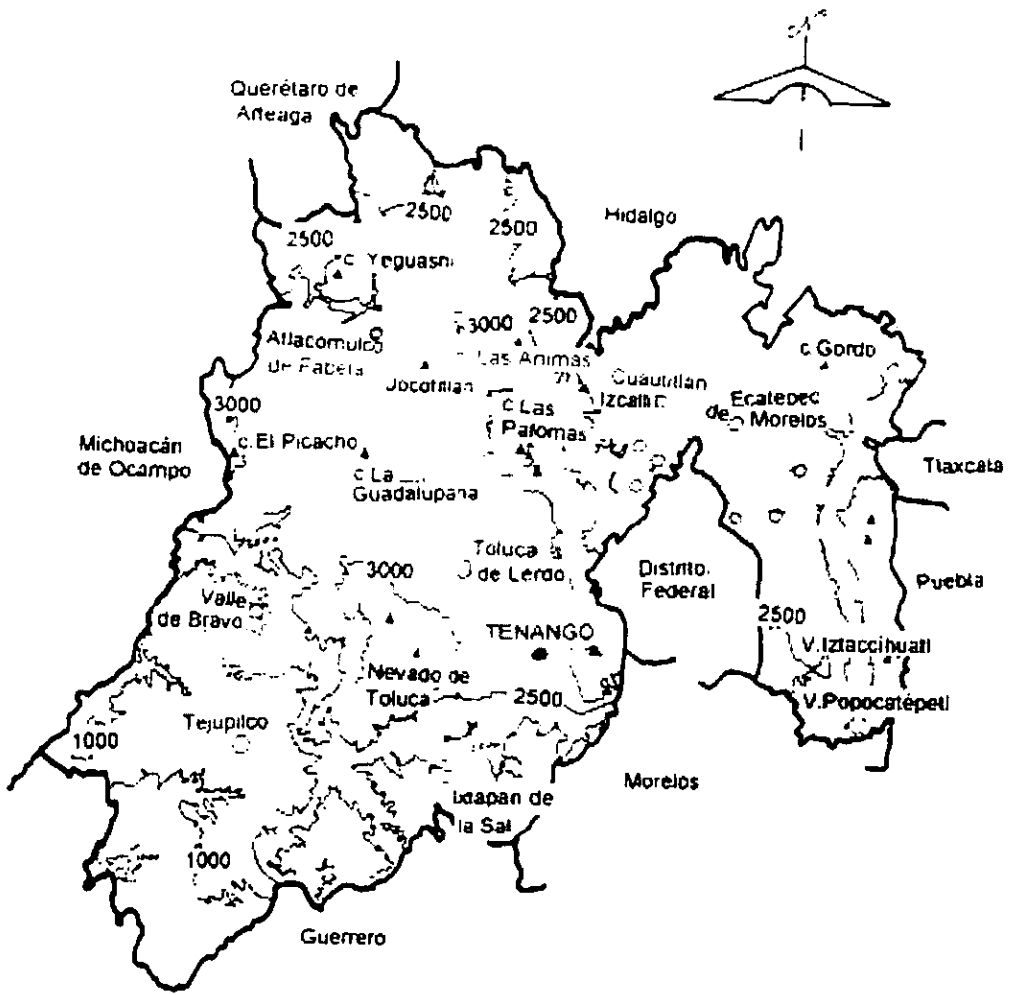 Querétaro de
Arteaga
Hidalgo
2500
2500
2500
c. Yeguashi
2500
3000
Atlacomulco
de Fabela
Las Animas
c. Gordo
Jocotitlan
Cuautitlan
Izcalli
Ecatepec
de Morelos
3000
c. Las
Palomas
Michoacán
de Ocampo
c. El Picacho
c. La
Guadalupana
Tlaxcala
Toluca
de Lerdo
Distrito
Federal
3000
Puebla
Valle
de Bravo
2500
TENANGO
V. Iztaccihuatl
Nevado de
Toluca
2500
V. Popocatépetl
Tejupilco
1000
Morelos
Ixtapan de
la Sal
1000
Guerrero